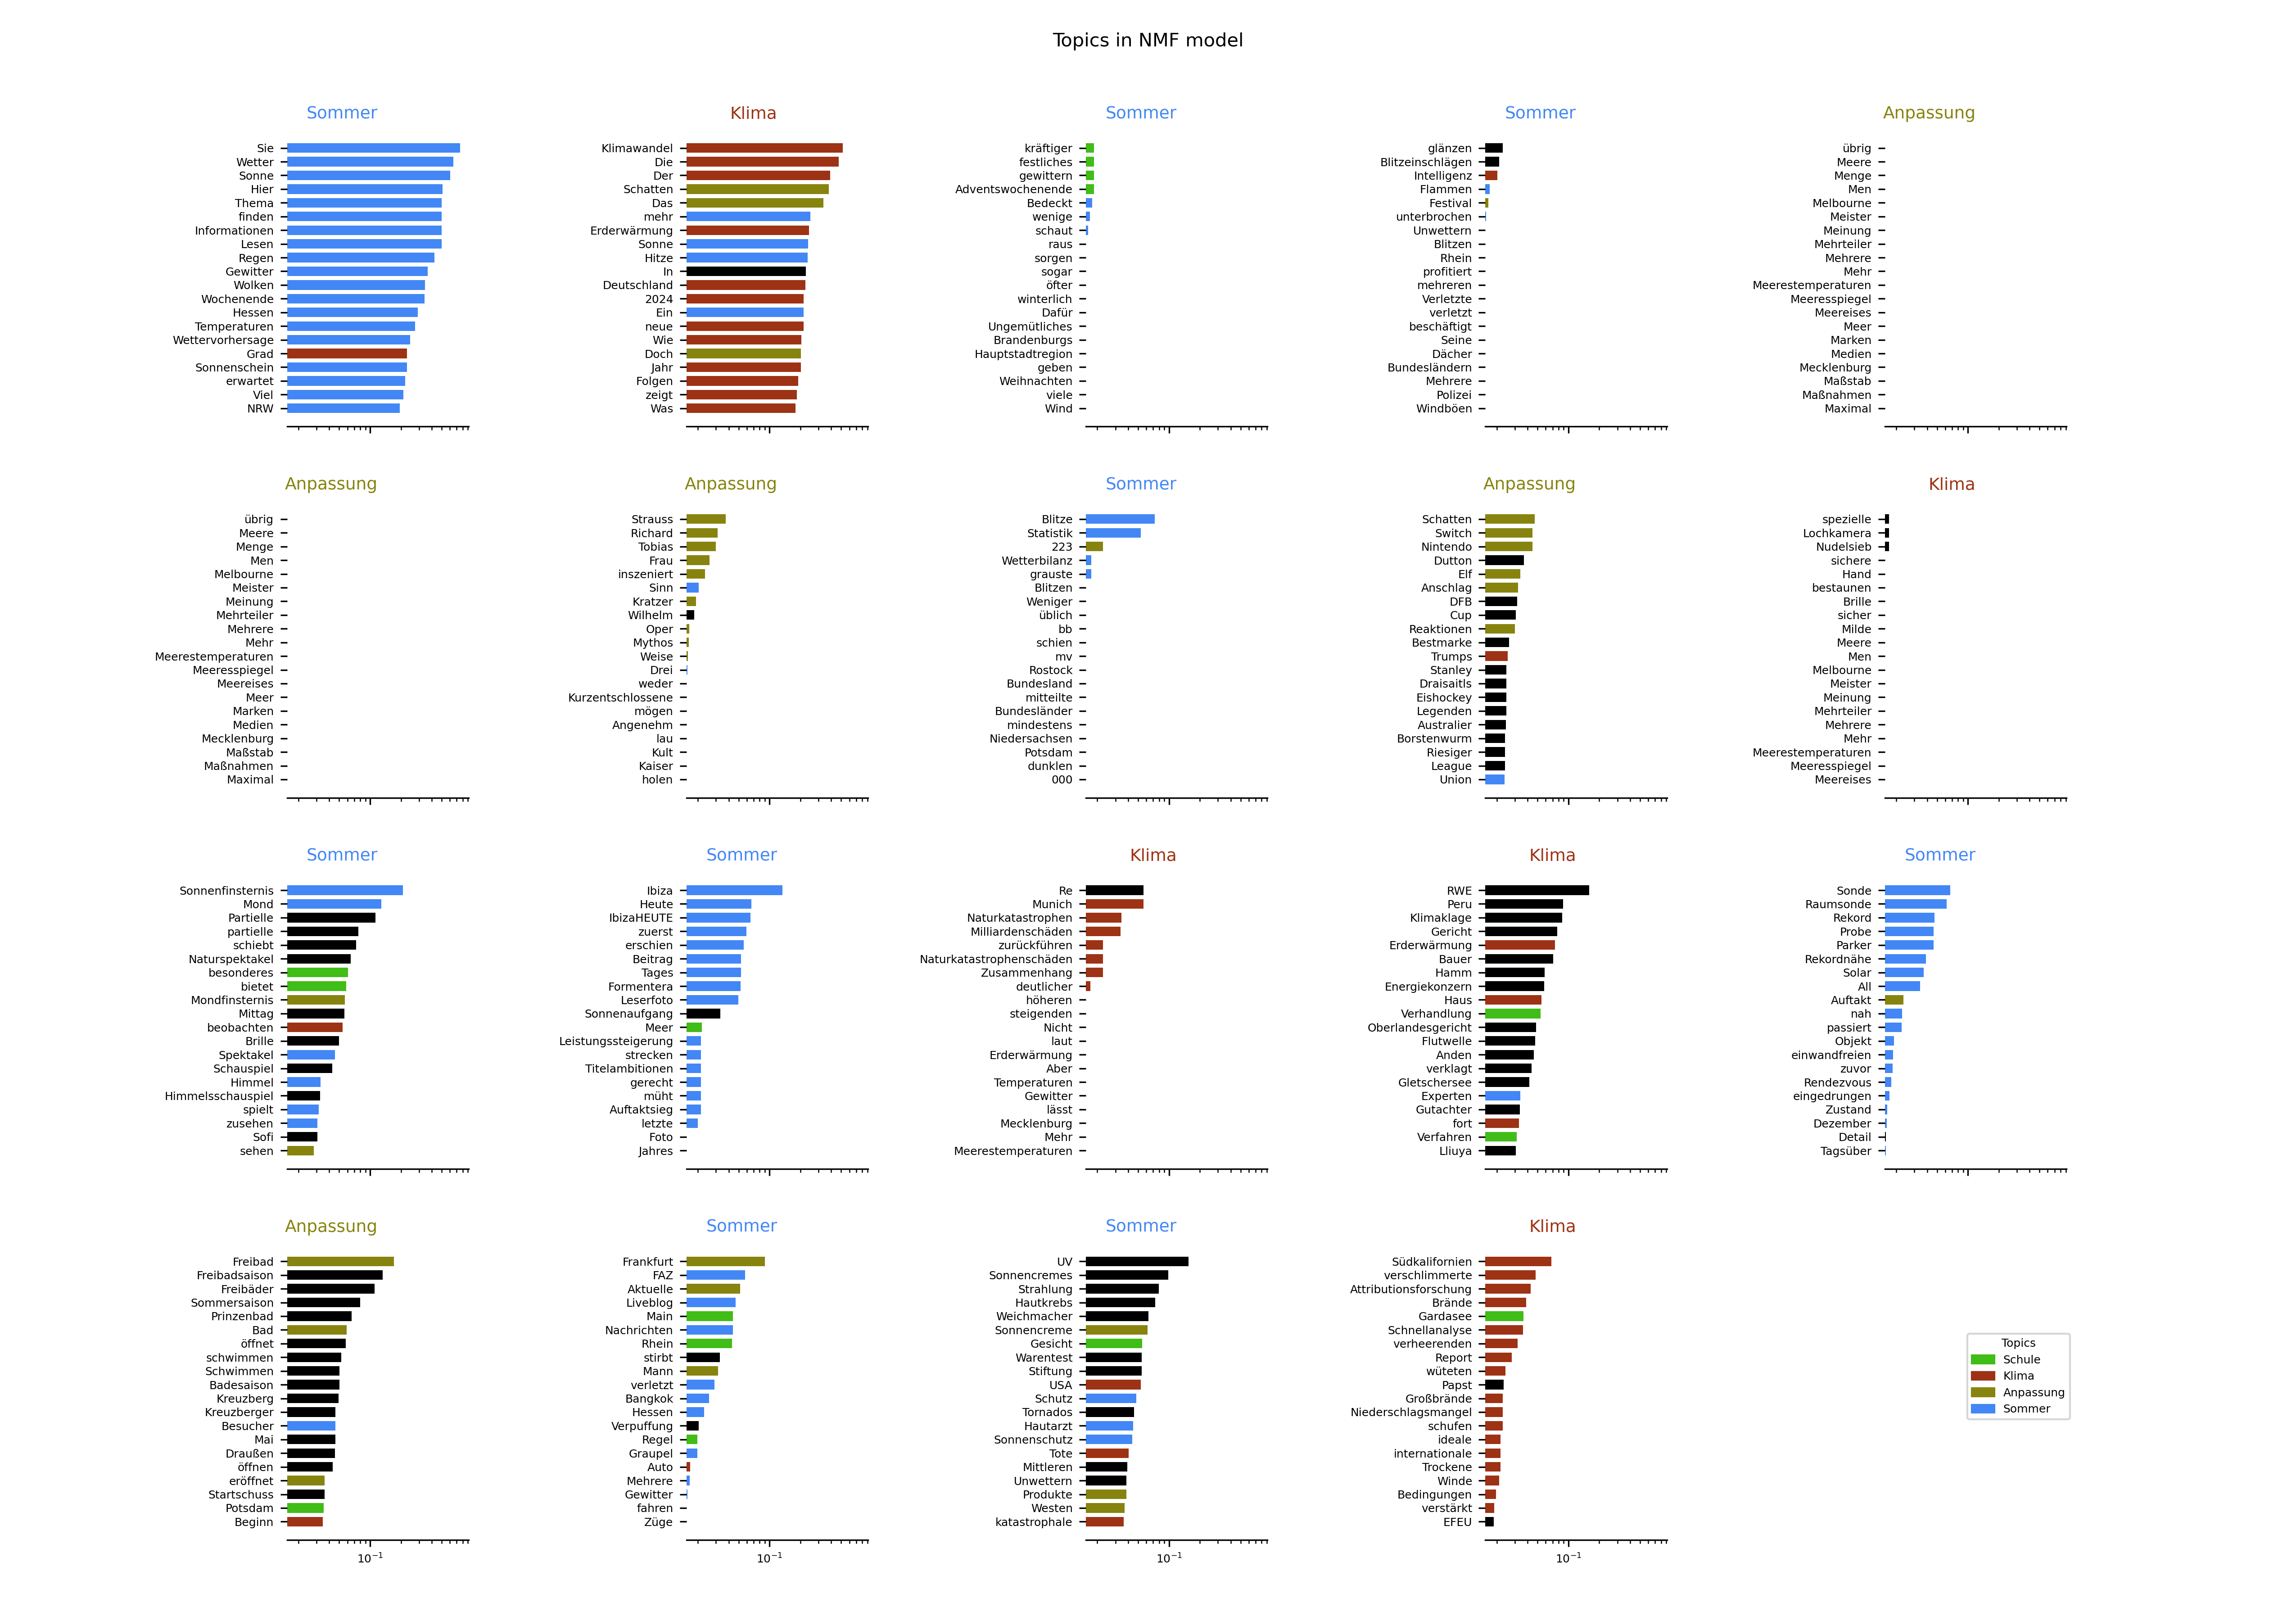 Topics in NMF model
Sommer
Sie
Wetter
Sonne
Hier
Thema
finden
Informationen
Lesen
Regen
Gewitter
Wolken
Wochenende
Hessen
Temperaturen
Wettervorhersage
Grad
Sonnenschein
erwartet
Viel
NRW
Klima
Klimawandel
Die
Der
Schatten
Das
mehr
Erderwärmung
Sonne
Hitze
In
Deutschland
2024
Ein
neue
Wie
Doch
Jahr
Folgen
zeigt
Was
Sommer
kräftiger
festliches
gewittern
Adventswochenende
Bedeckt
wenige
schaut
raus
sorgen
sogar
öfter
winterlich
Dafür
Ungemütliches
Brandenburgs
Hauptstadtregion
geben
Weihnachten
viele
Wind
Sommer
glänzen
Blitzeinschlägen
Intelligenz
Flammen
Festival
unterbrochen
Unwettern
Blitzen
Rhein
profitiert
mehreren
Verletzte
verletzt
beschäftigt
Seine
Dächer
Bundesländern
Mehrere
Polizei
Windböen
Anpassung
übrig
Meere
Menge
Men
Melbourne
Meister
Meinung
Mehrteiler
Mehrere
Mehr
Meerestemperaturen
Meeresspiegel
Meereises
Meer
Marken
Medien
Mecklenburg
Maßstab
Maßnahmen
Maximal
Anpassung
übrig
Meere
Menge
Men
Melbourne
Meister
Meinung
Mehrteiler
Mehrere
Mehr
Meerestemperaturen
Meeresspiegel
Meereises
Meer
Marken
Medien
Mecklenburg
Maßstab
Maßnahmen
Maximal
Anpassung
Strauss
Richard
Tobias
Frau
inszeniert
Sinn
Kratzer
Wilhelm
Oper
Mythos
Weise
Drei
weder
Kurzentschlossene
mögen
Angenehm
lau
Kult
Kaiser
holen
Sommer
Blitze
Statistik
223
Wetterbilanz
grauste
Blitzen
Weniger
üblich
bb
schien
mv
Rostock
Bundesland
mitteilte
Bundesländer
mindestens
Niedersachsen
Potsdam
dunklen
000
Anpassung
Schatten
Switch
Nintendo
Dutton
Elf
Anschlag
DFB
Cup
Reaktionen
Bestmarke
Trumps
Stanley
Draisaitls
Eishockey
Legenden
Australier
Borstenwurm
Riesiger
League
Union
Klima
spezielle
Lochkamera
Nudelsieb
sichere
Hand
bestaunen
Brille
sicher
Milde
Meere
Men
Melbourne
Meister
Meinung
Mehrteiler
Mehrere
Mehr
Meerestemperaturen
Meeresspiegel
Meereises
Sommer
Sonnenfinsternis
Mond
Partielle
partielle
schiebt
Naturspektakel
besonderes
bietet
Mondfinsternis
Mittag
beobachten
Brille
Spektakel
Schauspiel
Himmel
Himmelsschauspiel
spielt
zusehen
Sofi
sehen
Sommer
Ibiza
Heute
IbizaHEUTE
zuerst
erschien
Beitrag
Tages
Formentera
Leserfoto
Sonnenaufgang
Meer
Leistungssteigerung
strecken
Titelambitionen
gerecht
müht
Auftaktsieg
letzte
Foto
Jahres
Klima
Re
Munich
Naturkatastrophen
Milliardenschäden
zurückführen
Naturkatastrophenschäden
Zusammenhang
deutlicher
höheren
steigenden
Nicht
laut
Erderwärmung
Aber
Temperaturen
Gewitter
lässt
Mecklenburg
Mehr
Meerestemperaturen
Klima
RWE
Peru
Klimaklage
Gericht
Erderwärmung
Bauer
Hamm
Energiekonzern
Haus
Verhandlung
Oberlandesgericht
Flutwelle
Anden
verklagt
Gletschersee
Experten
Gutachter
fort
Verfahren
Lliuya
Sommer
Sonde
Raumsonde
Rekord
Probe
Parker
Rekordnähe
Solar
All
Auftakt
nah
passiert
Objekt
einwandfreien
zuvor
Rendezvous
eingedrungen
Zustand
Dezember
Detail
Tagsüber
Anpassung
Freibad
Freibadsaison
Freibäder
Sommersaison
Prinzenbad
Bad
öffnet
schwimmen
Schwimmen
Badesaison
Kreuzberg
Kreuzberger
Besucher
Mai
Draußen
öffnen
eröffnet
Startschuss
Potsdam
Beginn
10⁻¹
Sommer
Frankfurt
FAZ
Aktuelle
Liveblog
Main
Nachrichten
Rhein
stirbt
Mann
verletzt
Bangkok
Hessen
Verpuffung
Regel
Graupel
Auto
Mehrere
Gewitter
fahren
Züge
10⁻¹
Sommer
UV
Sonnencremes
Strahlung
Hautkrebs
Weichmacher
Sonnencreme
Gesicht
Warentest
Stiftung
USA
Schutz
Tornados
Hautarzt
Sonnenschutz
Tote
Mittleren
Unwettern
Produkte
Westen
katastrophale
10⁻¹
Klima
Südkalifornien
verschlimmerte
Attributionsforschung
Brände
Gardasee
Schnellanalyse
verheerenden
Report
wüteten
Papst
Großbrände
Niederschlagsmangel
schufen
ideale
internationale
Trockene
Winde
Bedingungen
verstärkt
EFEU
10⁻¹
Topics
Schule
Klima
Anpassung
Sommer